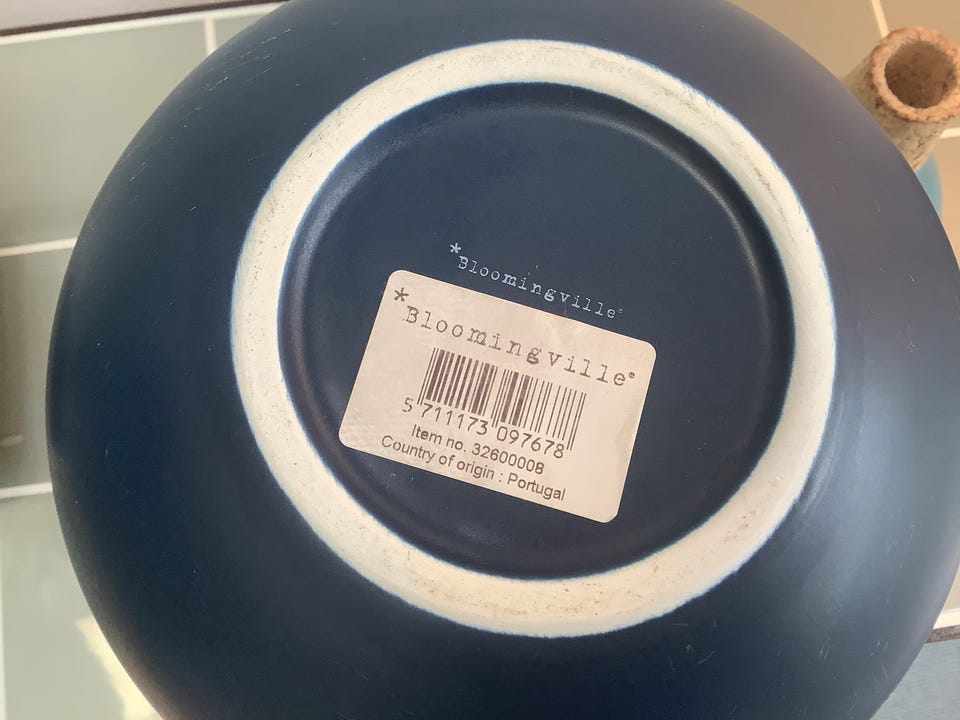 *Bloomingville®
*Bloomingville®
5 711173 097678
Item no. 32600008
Country of origin : Portugal